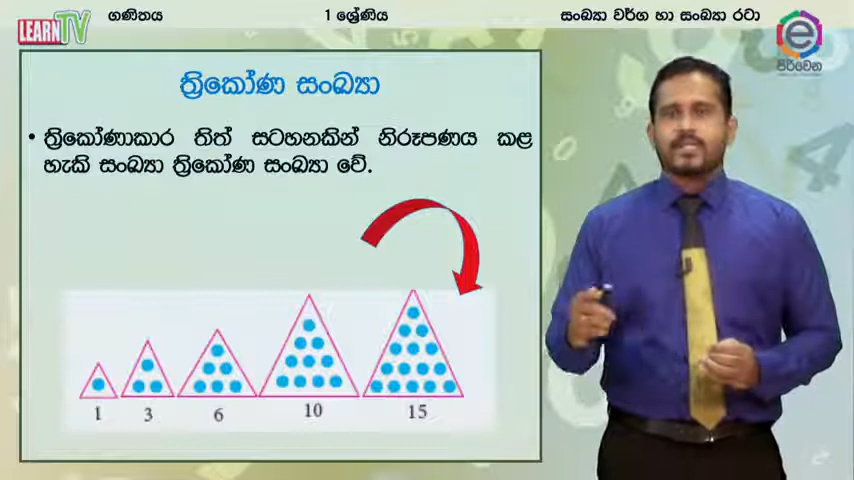 LEARN TV
ගණිතය
1 ශ්‍රේණිය
සංඛ්‍යා වර්ග හා සංඛ්‍යා රටා
e
පිරිවෙන
ත්‍රිකෝණ සංඛ්‍යා
• ත්‍රිකෝණාකාර තිත් සටහනකින් නිරූපණය කළ
හැකි සංඛ්‍යා ත්‍රිකෝණ සංඛ්‍යා වේ.
1 3 6 10 15